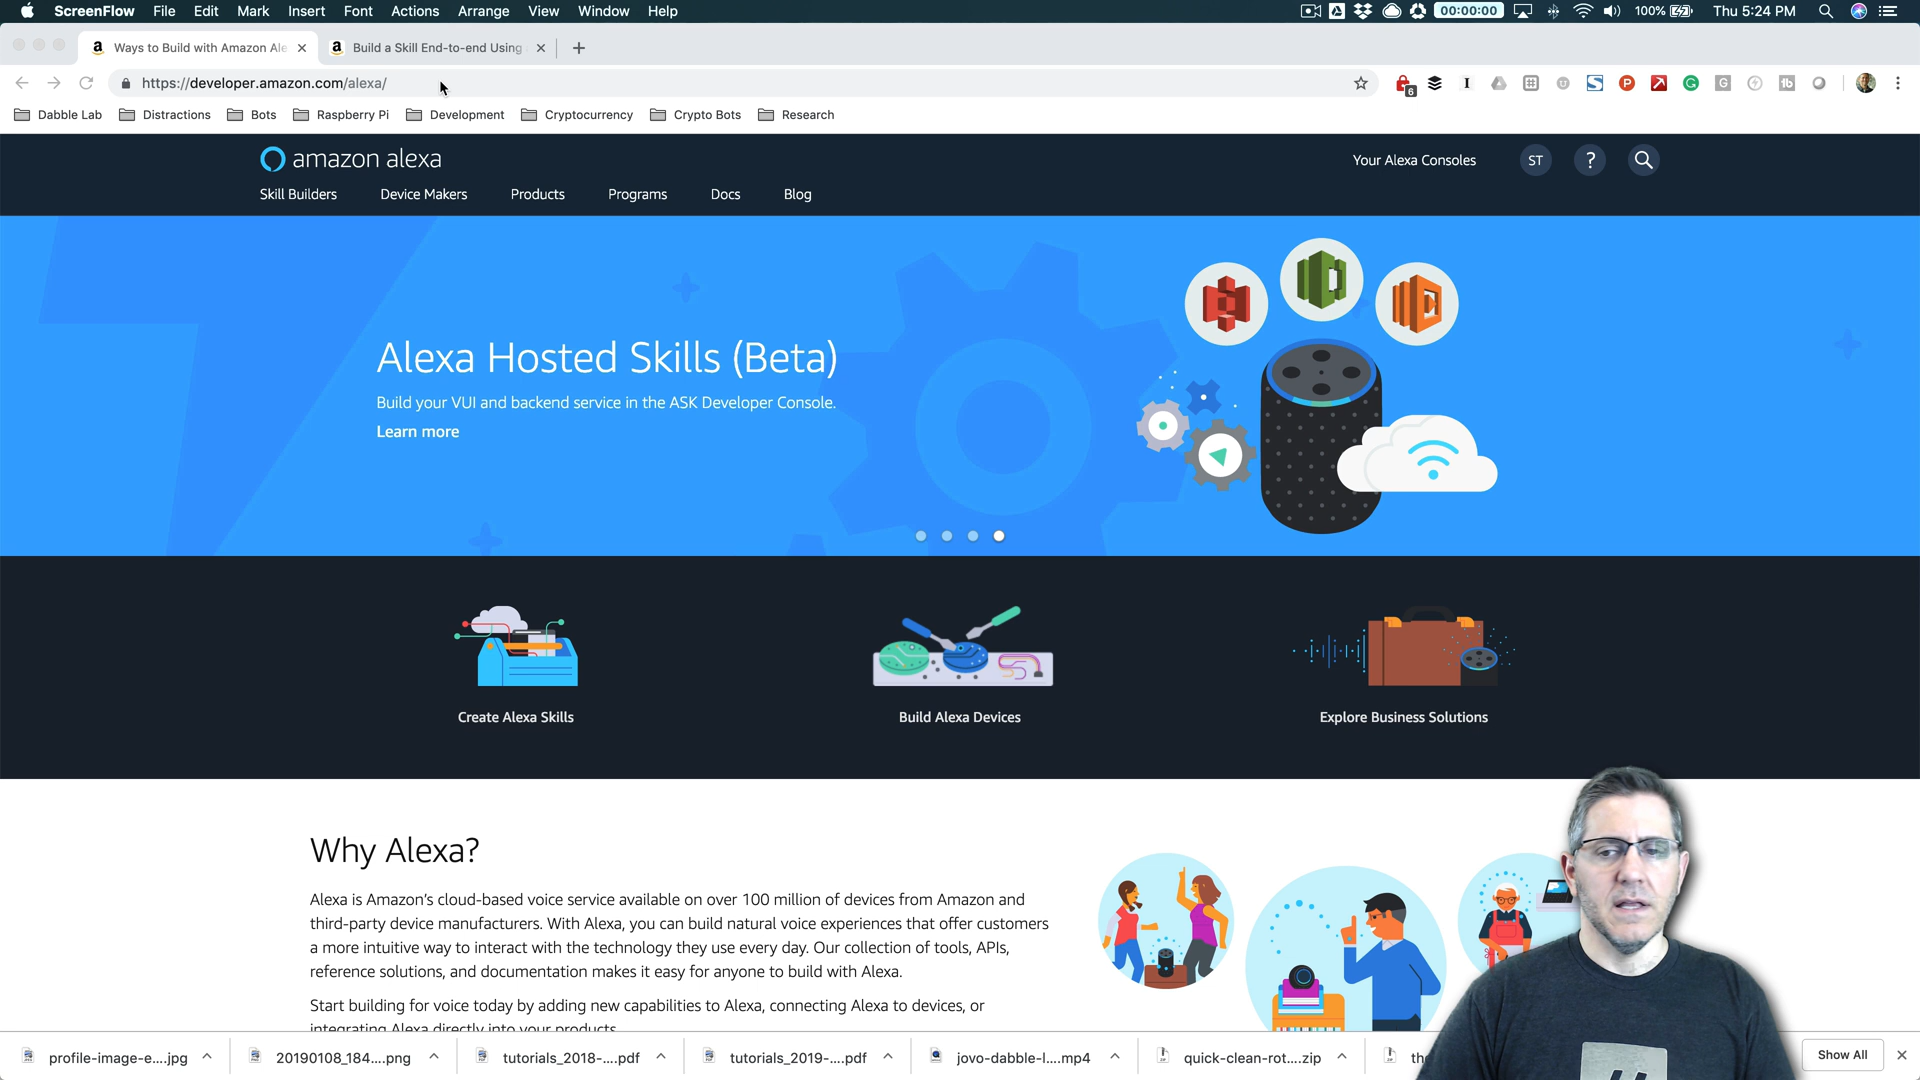 ScreenFlow File Edit Mark Insert Font Actions Arrange View Window Help 00:00:00 100% Thu 5:24 PM
Ways to Build with Amazon Ale Build a Skill End-to-end Using
https://developer.amazon.com/alexa/ 6
Dabble Lab Distractions Bots Raspberry Pi Development Cryptocurrency Crypto Bots Research
amazon alexa
Your Alexa Consoles ST ?
Skill Builders Device Makers Products Programs Docs Blog
Alexa Hosted Skills (Beta)
Build your VUI and backend service in the ASK Developer Console.
Learn more
Create Alexa Skills Build Alexa Devices Explore Business Solutions
Why Alexa?
Alexa is Amazon's cloud-based voice service available on over 100 million of devices from Amazon and
third-party device manufacturers. With Alexa, you can build natural voice experiences that offer customers
a more intuitive way to interact with the technology they use every day. Our collection of tools, APIs,
reference solutions, and documentation makes it easy for anyone to build with Alexa.
Start building for voice today by adding new capabilities to Alexa, connecting Alexa to devices, or
integrating Alexa directly into your products.
profile-image-e....jpg 20190108_184....png tutorials_2018-....pdf tutorials_2019-....pdf jovo-dabble-l....mp4 quick-clean-rot....zip Show All